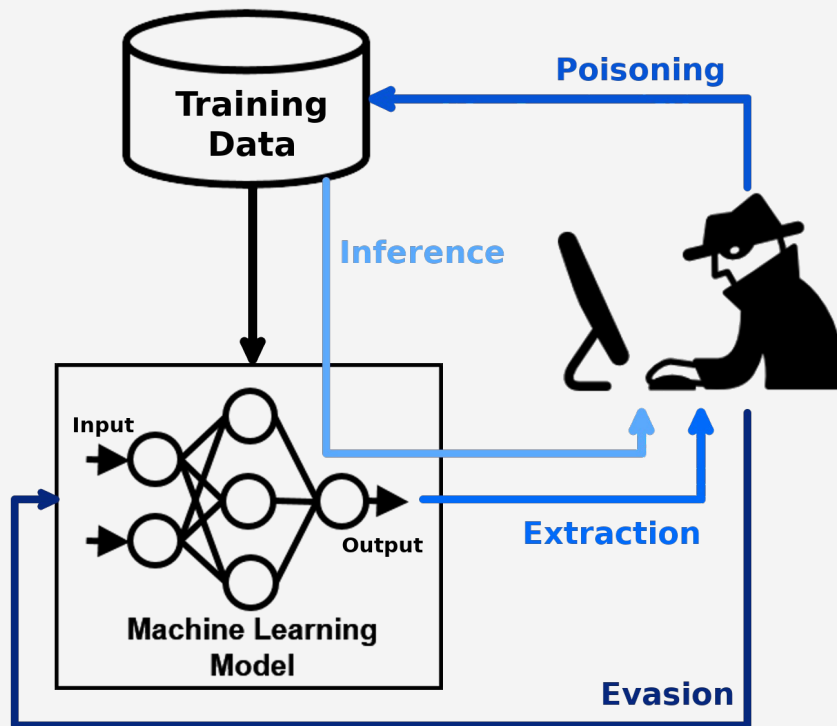 Poisoning
Training
Data
Inference
Input
Output
Extraction
Machine Learning
Model
Evasion